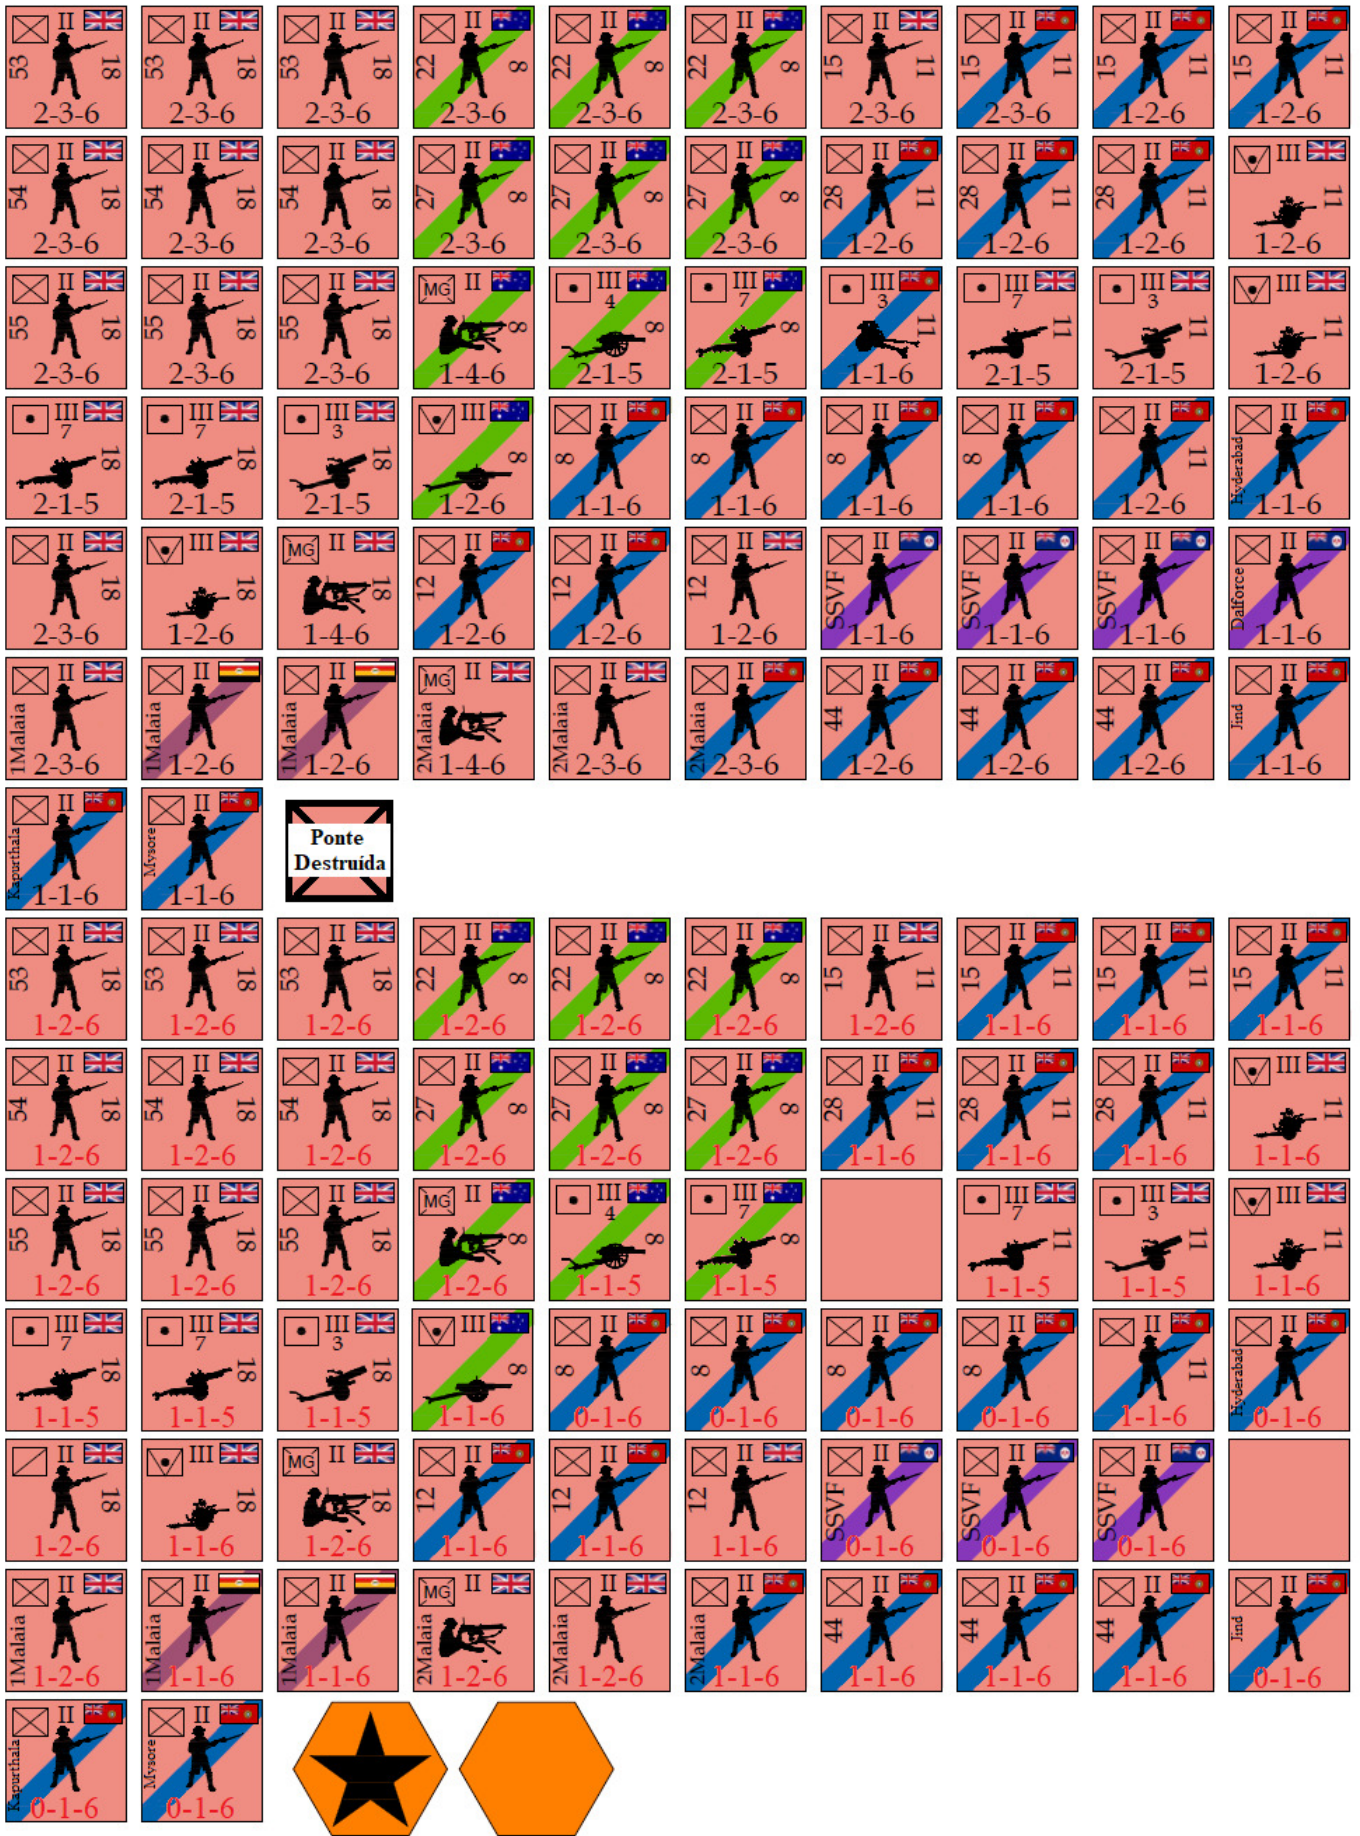 II II II II II II II II II II
53 18 53 18 53 18 22 8 22 8 22 8 15 11 15 11 15 11 15 11
2-3-6 2-3-6 2-3-6 2-3-6 2-3-6 2-3-6 2-3-6 2-3-6 1-2-6 1-2-6
II II II II II II II II II III
54 18 54 18 54 18 27 8 27 8 27 8 28 11 28 11 28 11 11
2-3-6 2-3-6 2-3-6 2-3-6 2-3-6 2-3-6 1-2-6 1-2-6 1-2-6 1-2-6
II II II MG II III III III III III III
4 7 3 7 3
55 18 55 18 55 18 8 8 8 11 11 11 11
2-3-6 2-3-6 2-3-6 1-4-6 2-1-5 2-1-5 1-1-6 2-1-5 2-1-5 1-2-6
III III III III II II II II II II
7 7 3
18 18 18 8 8 8 8 8 11 Hyderabad
2-1-5 2-1-5 2-1-5 1-2-6 1-1-6 1-1-6 1-1-6 1-1-6 1-2-6 1-1-6
II III MG II II II II II II II II
18 18 18 12 12 12 SSVF SSVF SSVF Dalforce
2-3-6 1-2-6 1-4-6 1-2-6 1-2-6 1-2-6 1-1-6 1-1-6 1-1-6 1-1-6
II II II MG II II II II II II II
1Malaia 1Malaia 1Malaia 2Malaia 2Malaia 2Malaia 44 44 44 Jind
2-3-6 1-2-6 1-2-6 1-4-6 2-3-6 2-3-6 1-2-6 1-2-6 1-2-6 1-1-6
II II
Kapurthala Mysore
1-1-6 1-1-6
Ponte
Destruída
II II II II II II II II II II
53 18 53 18 53 18 22 8 22 8 22 8 15 11 15 11 15 11 15 11
1-2-6 1-2-6 1-2-6 1-2-6 1-2-6 1-2-6 1-2-6 1-1-6 1-1-6 1-1-6
II II II II II II II II II III
54 18 54 18 54 18 27 8 27 8 27 8 28 11 28 11 28 11 11
1-2-6 1-2-6 1-2-6 1-2-6 1-2-6 1-2-6 1-1-6 1-1-6 1-1-6 1-1-6
II II II MG II III III III III III
4 7 7 3
55 18 55 18 55 18 8 8 8 11 11 11
1-2-6 1-2-6 1-2-6 1-2-6 1-1-5 1-1-5 1-1-5 1-1-5 1-1-6
III III III III II II II II II II
7 7 3
18 18 18 8 8 8 8 8 11 Hyderabad
1-1-5 1-1-5 1-1-5 1-1-6 0-1-6 0-1-6 0-1-6 0-1-6 1-1-6 0-1-6
II III MG II II II II II II II
18 18 18 12 12 12 SSVF SSVF SSVF
1-2-6 1-1-6 1-2-6 1-1-6 1-1-6 1-1-6 0-1-6 0-1-6 0-1-6
II II II MG II II II II II II II
1Malaia 1Malaia 1Malaia 2Malaia 2Malaia 2Malaia 44 44 44 Jind
1-2-6 1-1-6 1-1-6 1-2-6 1-2-6 1-1-6 1-1-6 1-1-6 1-1-6 0-1-6
II II
Kapurthala Mysore
0-1-6 0-1-6